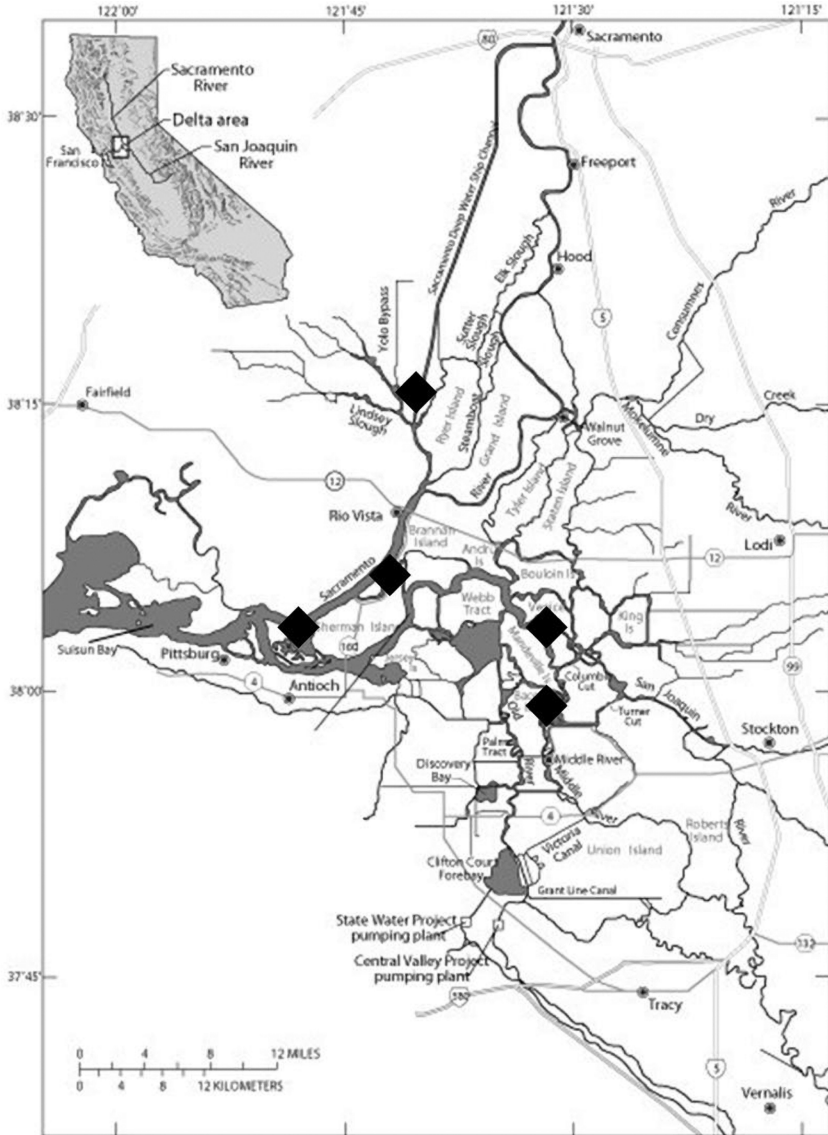 122°00'
121°45'
121°30'
121°15'
80
Sacramento
Sacramento
River
38°30'
Delta area
San
Francisco
San Joaquin
River
Freeport
Sacramento Deep Water Ship Channel
River
Elk Slough
Hood
Consumnes
Yolo Bypass
Sutter
Slough
Slough
5
Fairfield
38°15'
Lindsey
Slough
Ryer Island
Steamboat
Grand Island
Mokelumne
Dry
Creek
Walnut
Grove
12
River
Tyler Island
Staten Island
River
Rio Vista
Brannan
Island
Lodi
Sacramento
Bouloin Is
12
Webb
Tract
King
Is
Mandeville Is
Suisun Bay
Pittsburg
160
99
4
Antioch
38°00'
Columbia
Cut
San
Joaquin
Turner
Cut
Stockton
Old
Palm
Tract
River
Middle River
Discovery
Bay
Middle
River
4
Victoria
Canal
Union Island
Roberts
Island
River
Clifton Court
Forebay
Grant Line Canal
State Water Project
pumping plant
Central Valley Project
pumping plant
132
37°45'
580
Tracy
0 4 8 12 MILES
0 4 8 12 KILOMETERS
5
Vernalis